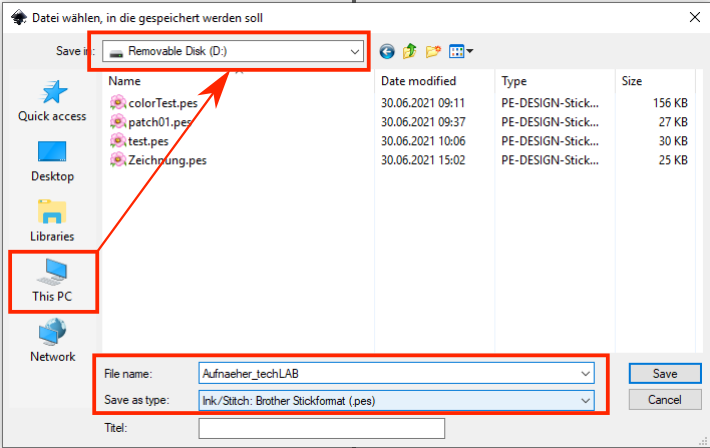 Datei wählen, in die gespeichert werden soll
Save in: Removable Disk (D:)
Name Date modified Type Size
colorTest.pes 30.06.2021 09:11 PE-DESIGN-Stick... 156 KB
patch01.pes 30.06.2021 09:37 PE-DESIGN-Stick... 27 KB
test.pes 30.06.2021 10:06 PE-DESIGN-Stick... 30 KB
Zeichnung.pes 30.06.2021 15:02 PE-DESIGN-Stick... 25 KB
Quick access
Desktop
Libraries
This PC
Network
File name: Aufnaeher_techLAB Save
Save as type: Ink/Stitch: Brother Stickformat (.pes) Cancel
Titel: